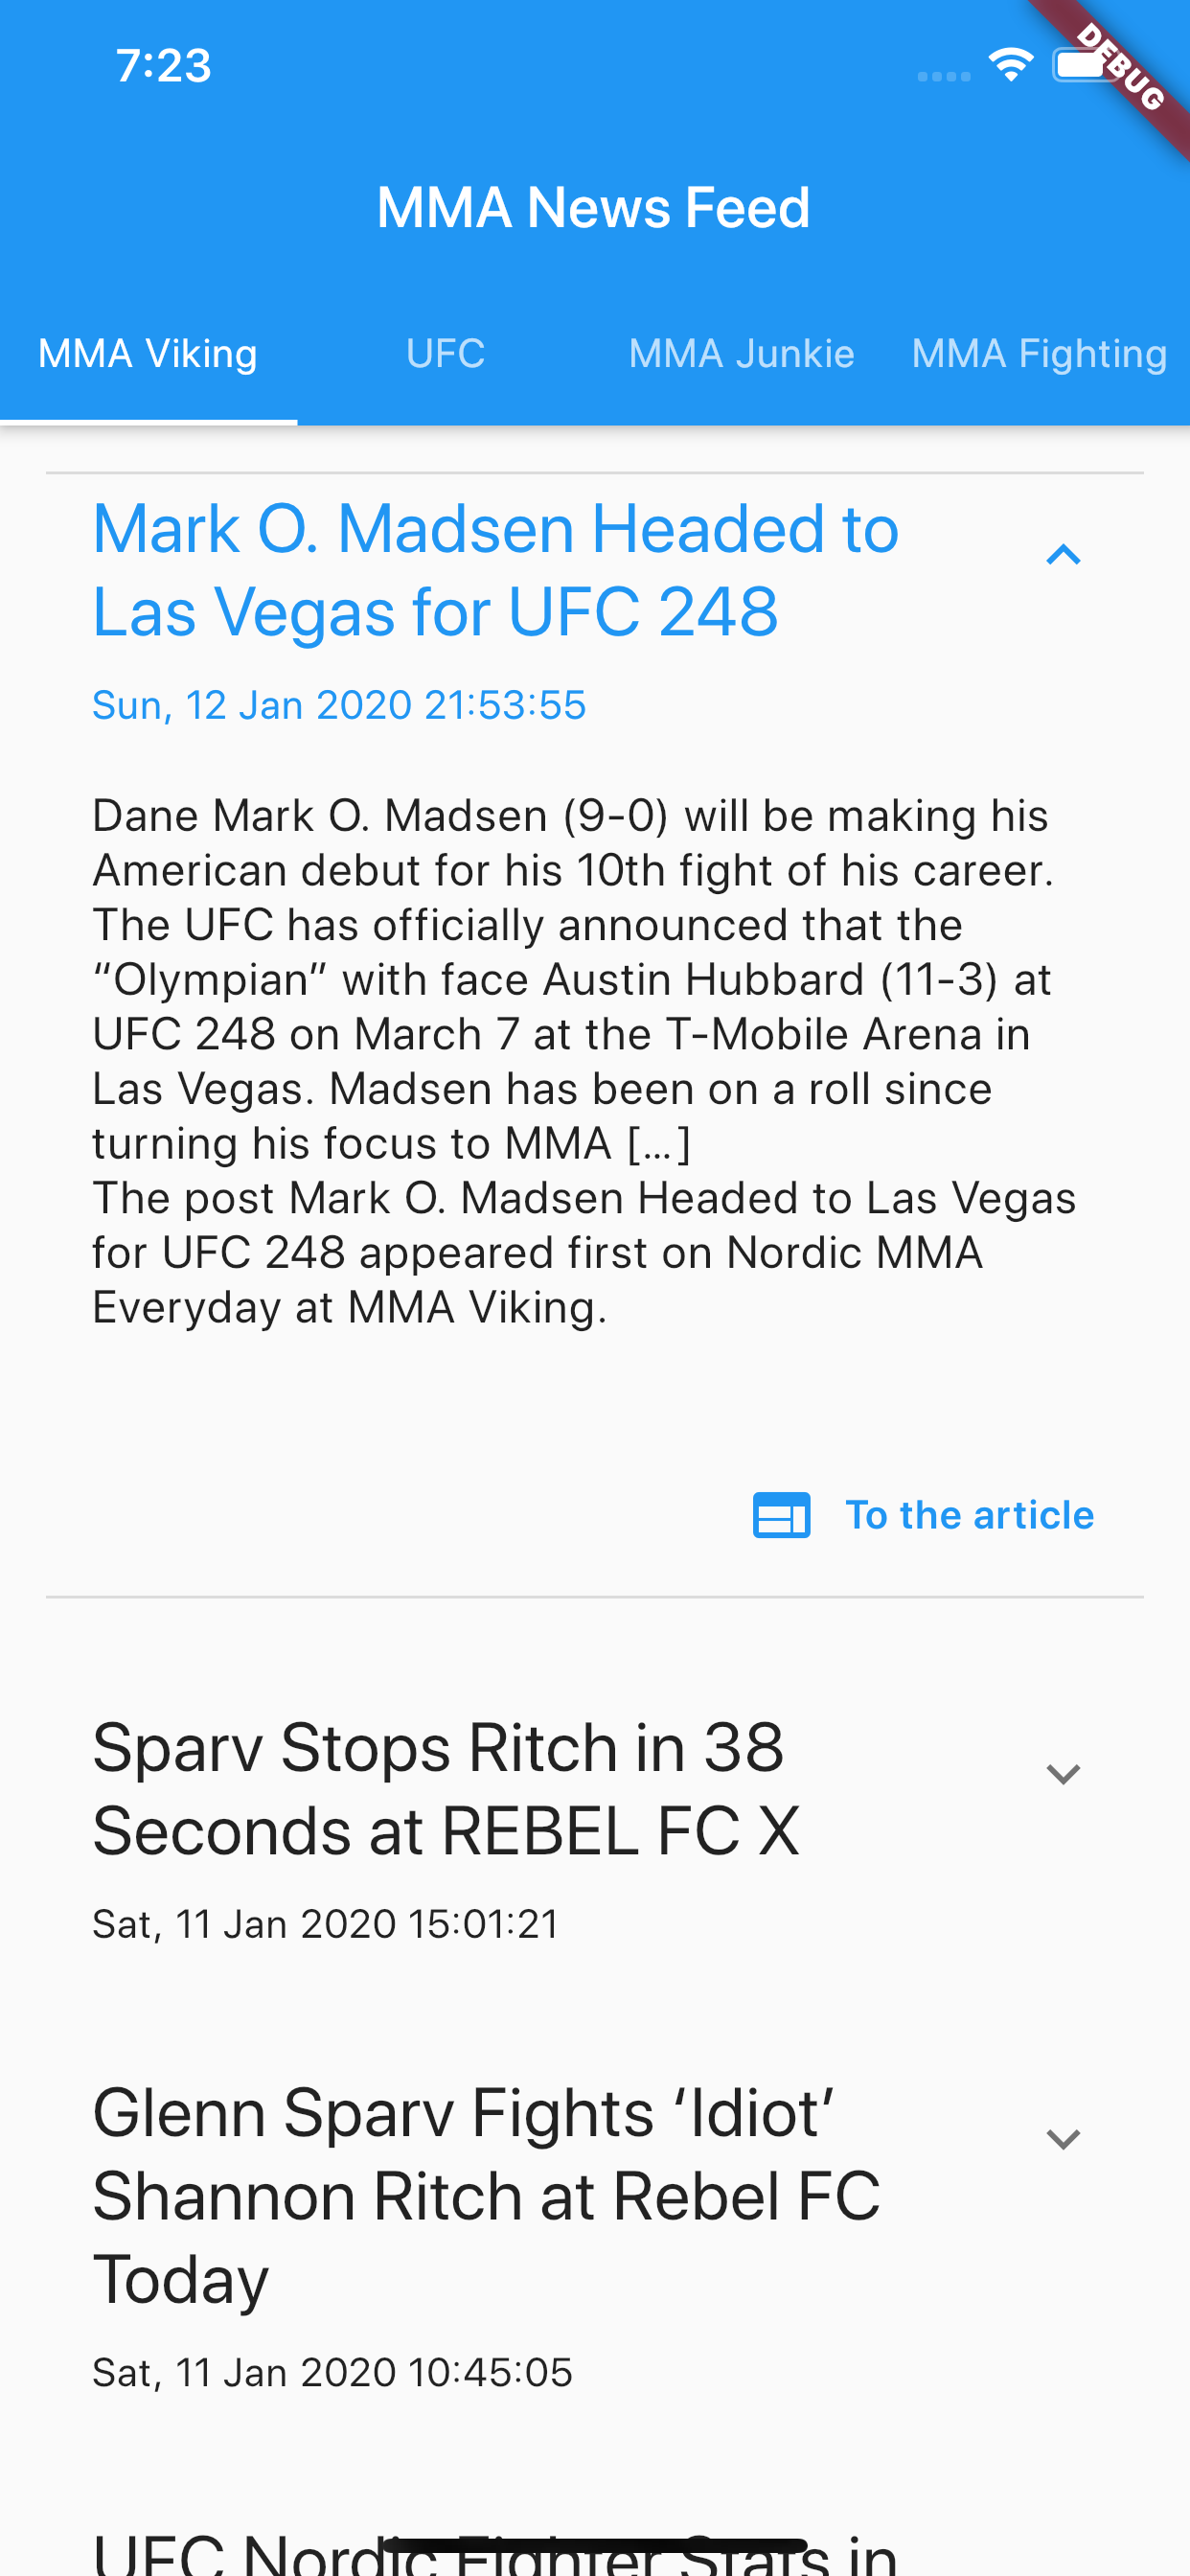 7:23
DEBUG
MMA News Feed
MMA Viking
UFC
MMA Junkie
MMA Fighting
Mark O. Madsen Headed to
Las Vegas for UFC 248
Sun, 12 Jan 2020 21:53:55
Dane Mark O. Madsen (9-0) will be making his
American debut for his 10th fight of his career.
The UFC has officially announced that the
“Olympian” with face Austin Hubbard (11-3) at
UFC 248 on March 7 at the T-Mobile Arena in
Las Vegas. Madsen has been on a roll since
turning his focus to MMA […]
The post Mark O. Madsen Headed to Las Vegas
for UFC 248 appeared first on Nordic MMA
Everyday at MMA Viking.
To the article
Sparv Stops Ritch in 38
Seconds at REBEL FC X
Sat, 11 Jan 2020 15:01:21
Glenn Sparv Fights ‘Idiot’
Shannon Ritch at Rebel FC
Today
Sat, 11 Jan 2020 10:45:05
UFC Nordic Fighter Stats in